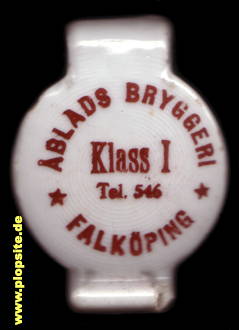 ÅBLADS BRYGGERI
Klass I
Tel. 546
★ FALKÖPING ★
www.plopsite.de